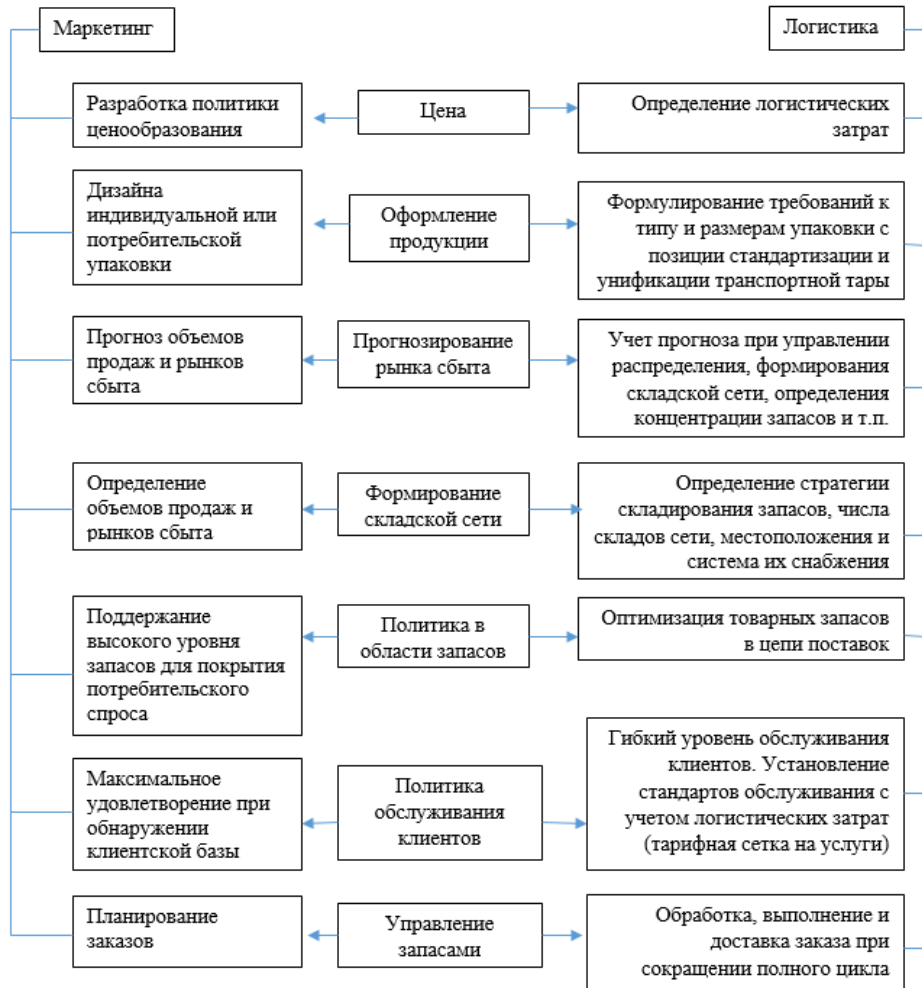 Маркетинг
Логистика
Разработка политики
ценообразования
Цена
Определение логистических
затрат
Дизайна
индивидуальной или
потребительской
упаковки
Оформление
продукции
Формулирование требований к
типу и размерам упаковки с
позиции стандартизации и
унификации транспортной тары
Прогноз объемов
продаж и рынков
сбыта
Прогнозирование
рынка сбыта
Учет прогноза при управлении
распределения, формирования
складской сети, определения
концентрации запасов и т.п.
Определение
объемов продаж и
рынков сбыта
Формирование
складской сети
Определение стратегии
складирования запасов, числа
складов сети, местоположения и
система их снабжения
Поддержание
высокого уровня
запасов для покрытия
потребительского
спроса
Политика в
области запасов
Оптимизация товарных запасов
в цепи поставок
Максимальное
удовлетворение при
обнаружении
клиентской базы
Политика
обслуживания
клиентов
Гибкий уровень обслуживания
клиентов. Установление
стандартов обслуживания с
учетом логистических затрат
(тарифная сетка на услуги)
Планирование
заказов
Управление
запасами
Обработка, выполнение и
доставка заказа при
сокращении полного цикла